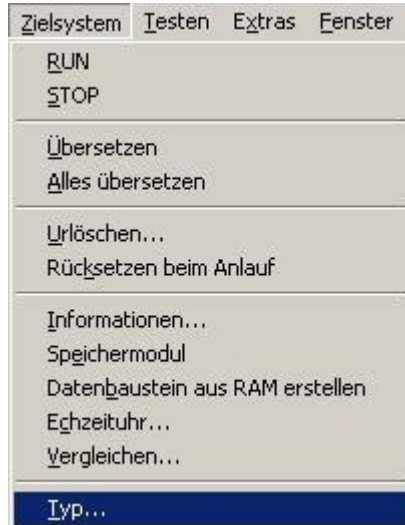 Zielsystem Testen Extras Fenster
RUN
STOP
Übersetzen
Alles übersetzen
Urlöschen...
Rücksetzen beim Anlauf
Informationen...
Speichermodul
Datenbaustein aus RAM erstellen
Echzeituhr...
Vergleichen...
Typ...